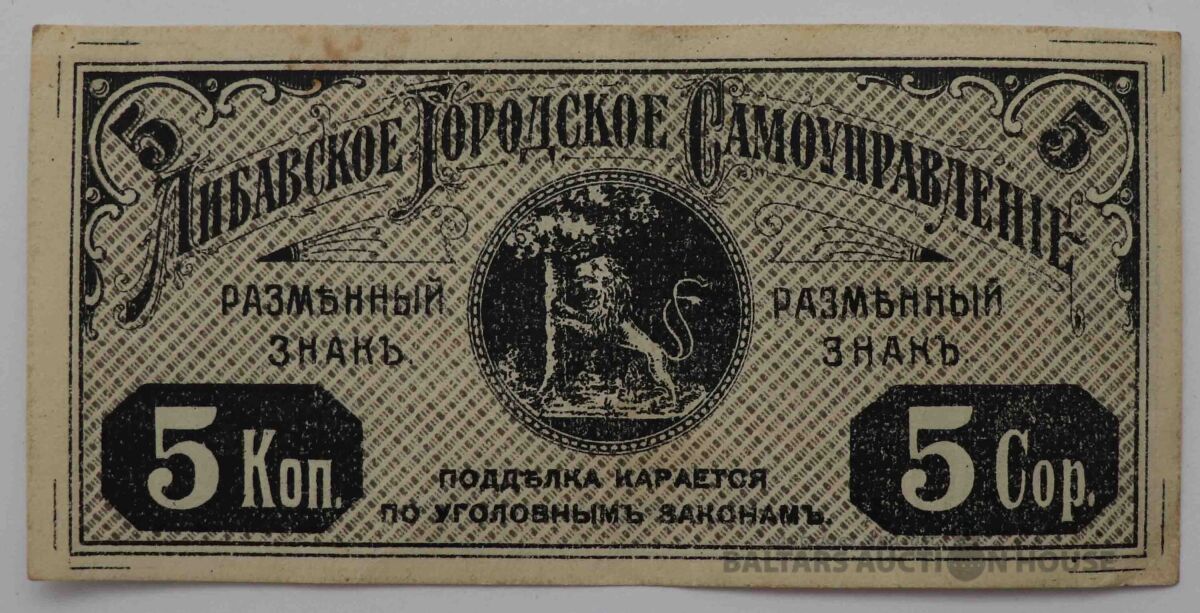 5 5
Либавское Городское Самоуправленіе
РАЗМѢННЫЙ
ЗНАКЪ.
РАЗМѢННЫЙ
ЗНАКЪ.
5 Коп.
5 Cop.
ПОДДѢЛКА КАРАЕТСЯ
ПО УГОЛОВНЫМЪ ЗАКОНАМЪ.
BALTARS AUCTION HOUSE